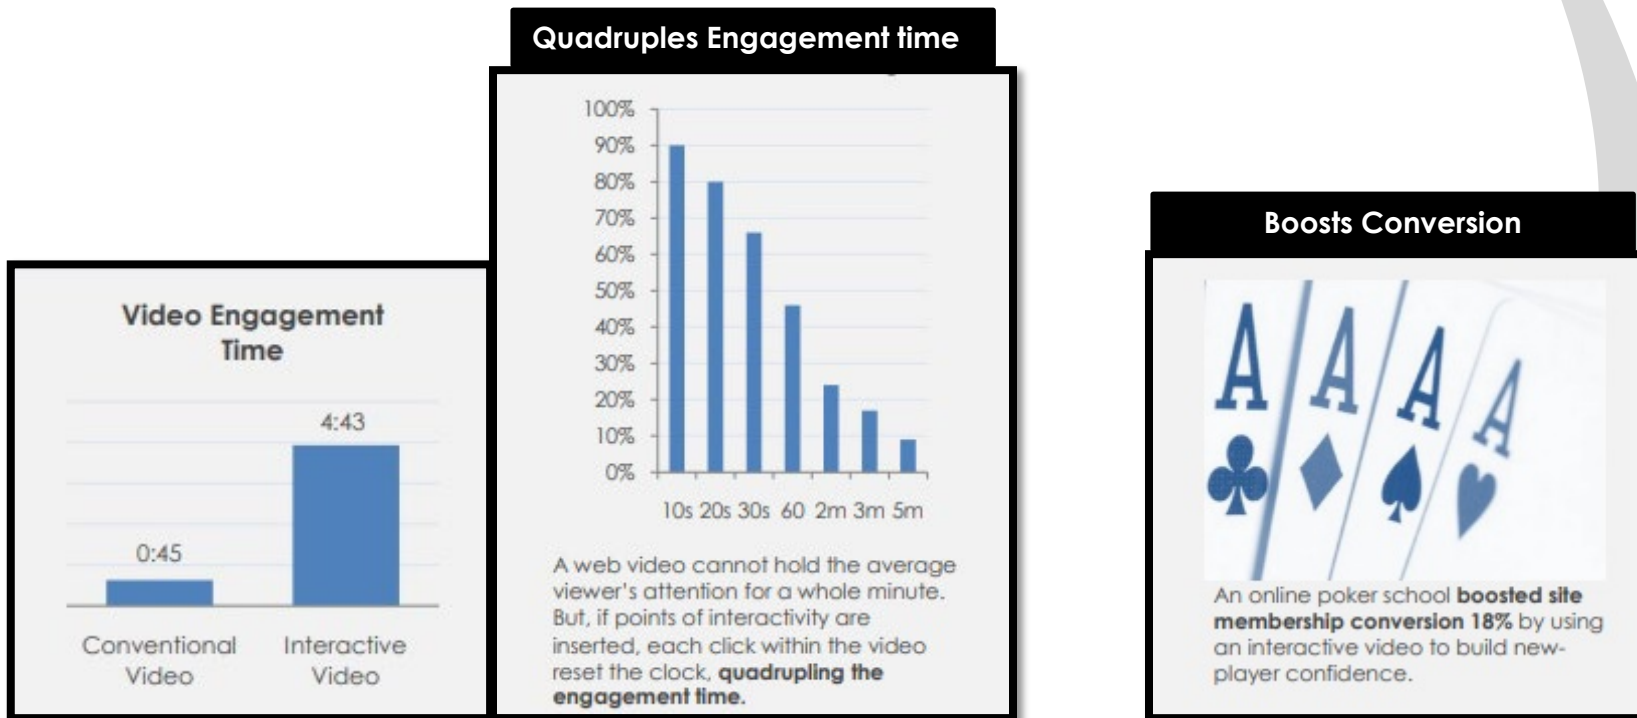 Video Engagement
Time
4:43
0:45
Conventional
Video
Interactive
Video
Quadruples Engagement time
100%
90%
80%
70%
60%
50%
40%
30%
20%
10%
0%
10s 20s 30s 60 2m 3m 5m
A web video cannot hold the average
viewer's attention for a whole minute.
But, if points of interactivity are
inserted, each click within the video
reset the clock, quadrupling the
engagement time.
Boosts Conversion
A A A A
An online poker school boosted site
membership conversion 18% by using
an interactive video to build new-
player confidence.